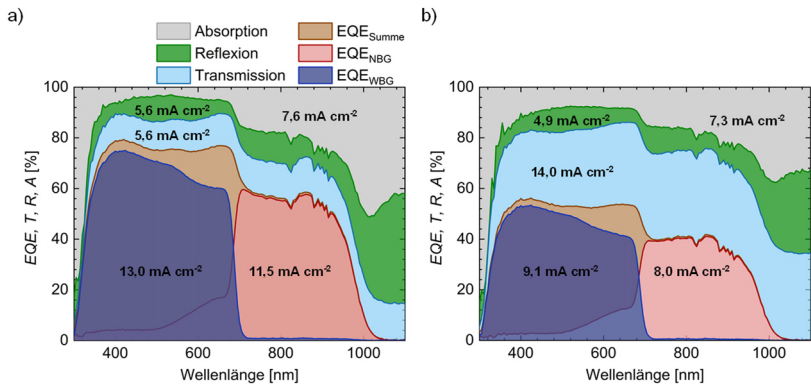 a)
b)
Absorption
Reflexion
Transmission
EQE_Summe
EQE_NBG
EQE_WBG
EQE, T, R, A [%]
100
80
60
40
20
0
5,6 mA cm⁻²
7,6 mA cm⁻²
5,6 mA cm⁻²
13,0 mA cm⁻²
11,5 mA cm⁻²
400
600
800
1000
Wellenlänge [nm]
EQE, T, R, A [%]
100
80
60
40
20
0
4,9 mA cm⁻²
7,3 mA cm⁻²
14,0 mA cm⁻²
9,1 mA cm⁻²
8,0 mA cm⁻²
400
600
800
1000
Wellenlänge [nm]